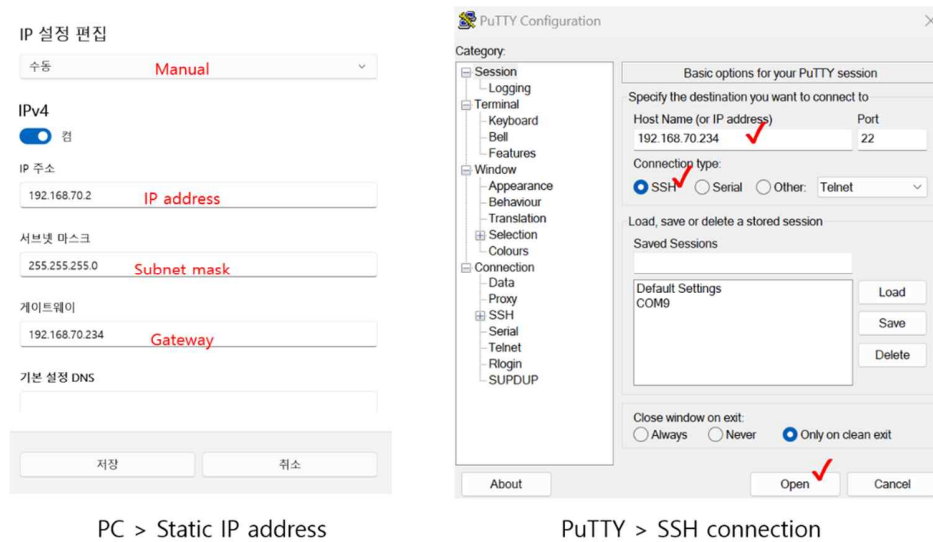 IP 설정 편집
수동
Manual
IPv4
켬
IP 주소
192.168.70.2
IP address
서브넷 마스크
255.255.255.0
Subnet mask
게이트웨이
192.168.70.234
Gateway
기본 설정 DNS
저장
취소
PC > Static IP address
PuTTY Configuration
Category:
Session
Logging
Terminal
Keyboard
Bell
Features
Window
Appearance
Behaviour
Translation
Selection
Colours
Connection
Data
Proxy
SSH
Serial
Telnet
Rlogin
SUPDUP
Basic options for your PuTTY session
Specify the destination you want to connect to
Host Name (or IP address)
Port
192.168.70.234
22
Connection type:
SSH
Serial
Other:
Telnet
Load, save or delete a stored session
Saved Sessions
Default Settings
COM9
Load
Save
Delete
Close window on exit:
Always
Never
Only on clean exit
About
Open
Cancel
PuTTY > SSH connection